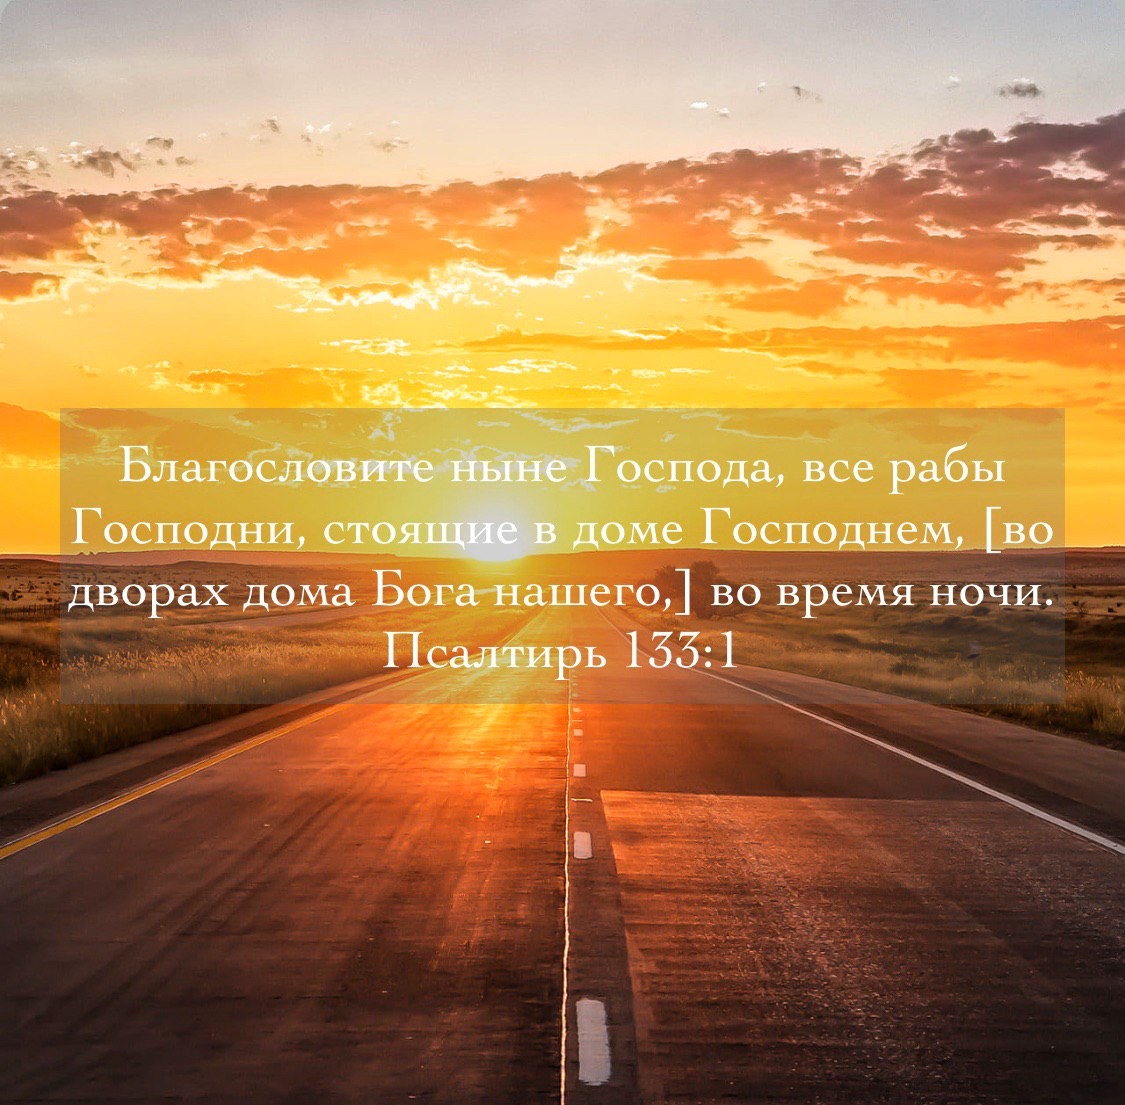 Благословите ныне Господа, все рабы
Господни, стоящие в доме Господнем, [во
дворах дома Бога нашего,] во время ночи.
Псалтирь 133:1